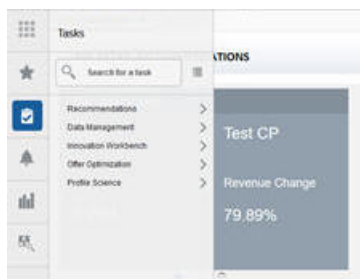 Tasks
Search for a task
ATIONS
Recommendations
Data Management
Innovation Workbench
Offer Optimization
Profile Science
Test CP
Revenue Change
79.89%